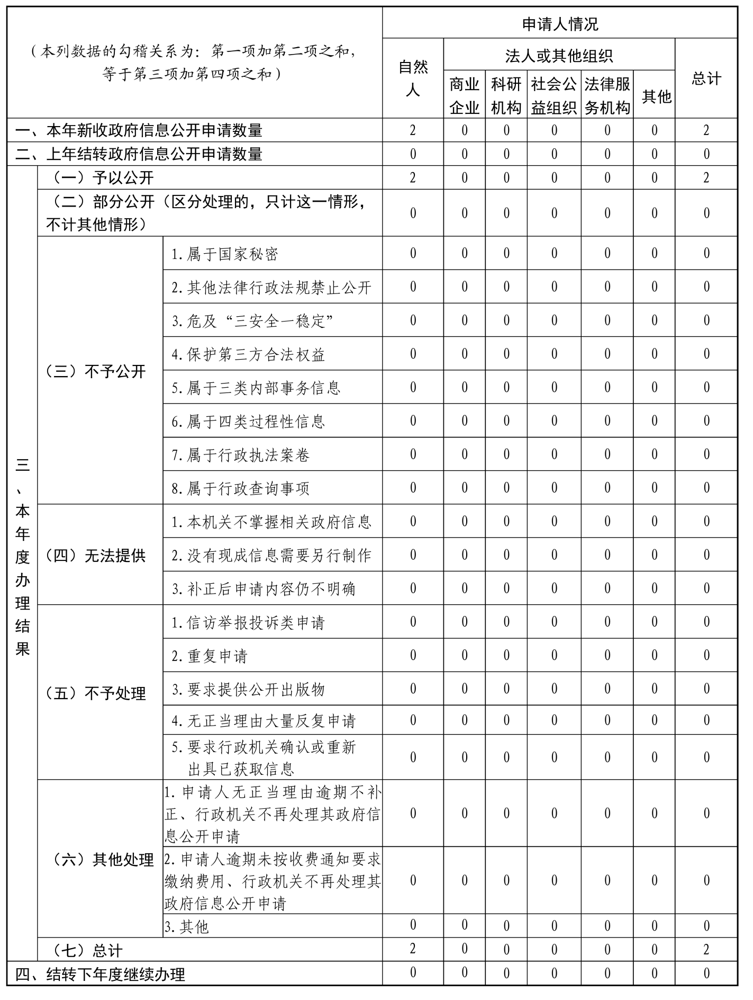 （本列数据的勾稽关系为：第一项加第二项之和，
等于第三项加第四项之和）
申请人情况
自然
人
法人或其他组织
总计
商业
企业
科研
机构
社会公
益组织
法律服
务机构
其他
一、本年新收政府信息公开申请数量 2 0 0 0 0 0 2
二、上年结转政府信息公开申请数量 0 0 0 0 0 0 0
三、本年度办理结果
（一）予以公开 2 0 0 0 0 0 2
（二）部分公开（区分处理的，只计这一情形，
不计其他情形） 0 0 0 0 0 0 0
（三）不予公开
1.属于国家秘密 0 0 0 0 0 0 0
2.其他法律行政法规禁止公开 0 0 0 0 0 0 0
3.危及“三安全一稳定” 0 0 0 0 0 0 0
4.保护第三方合法权益 0 0 0 0 0 0 0
5.属于三类内部事务信息 0 0 0 0 0 0 0
6.属于四类过程性信息 0 0 0 0 0 0 0
7.属于行政执法案卷 0 0 0 0 0 0 0
8.属于行政查询事项 0 0 0 0 0 0 0
（四）无法提供
1.本机关不掌握相关政府信息 0 0 0 0 0 0 0
2.没有现成信息需要另行制作 0 0 0 0 0 0 0
3.补正后申请内容仍不明确 0 0 0 0 0 0 0
（五）不予处理
1.信访举报投诉类申请 0 0 0 0 0 0 0
2.重复申请 0 0 0 0 0 0 0
3.要求提供公开出版物 0 0 0 0 0 0 0
4.无正当理由大量反复申请 0 0 0 0 0 0 0
5.要求行政机关确认或重新
出具已获取信息 0 0 0 0 0 0 0
（六）其他处理
1.申请人无正当理由逾期不补
正、行政机关不再处理其政府信
息公开申请 0 0 0 0 0 0 0
2.申请人逾期未按收费通知要求
缴纳费用、行政机关不再处理其
政府信息公开申请 0 0 0 0 0 0 0
3.其他 0 0 0 0 0 0 0
（七）总计 2 0 0 0 0 0 2
四、结转下年度继续办理 0 0 0 0 0 0 0